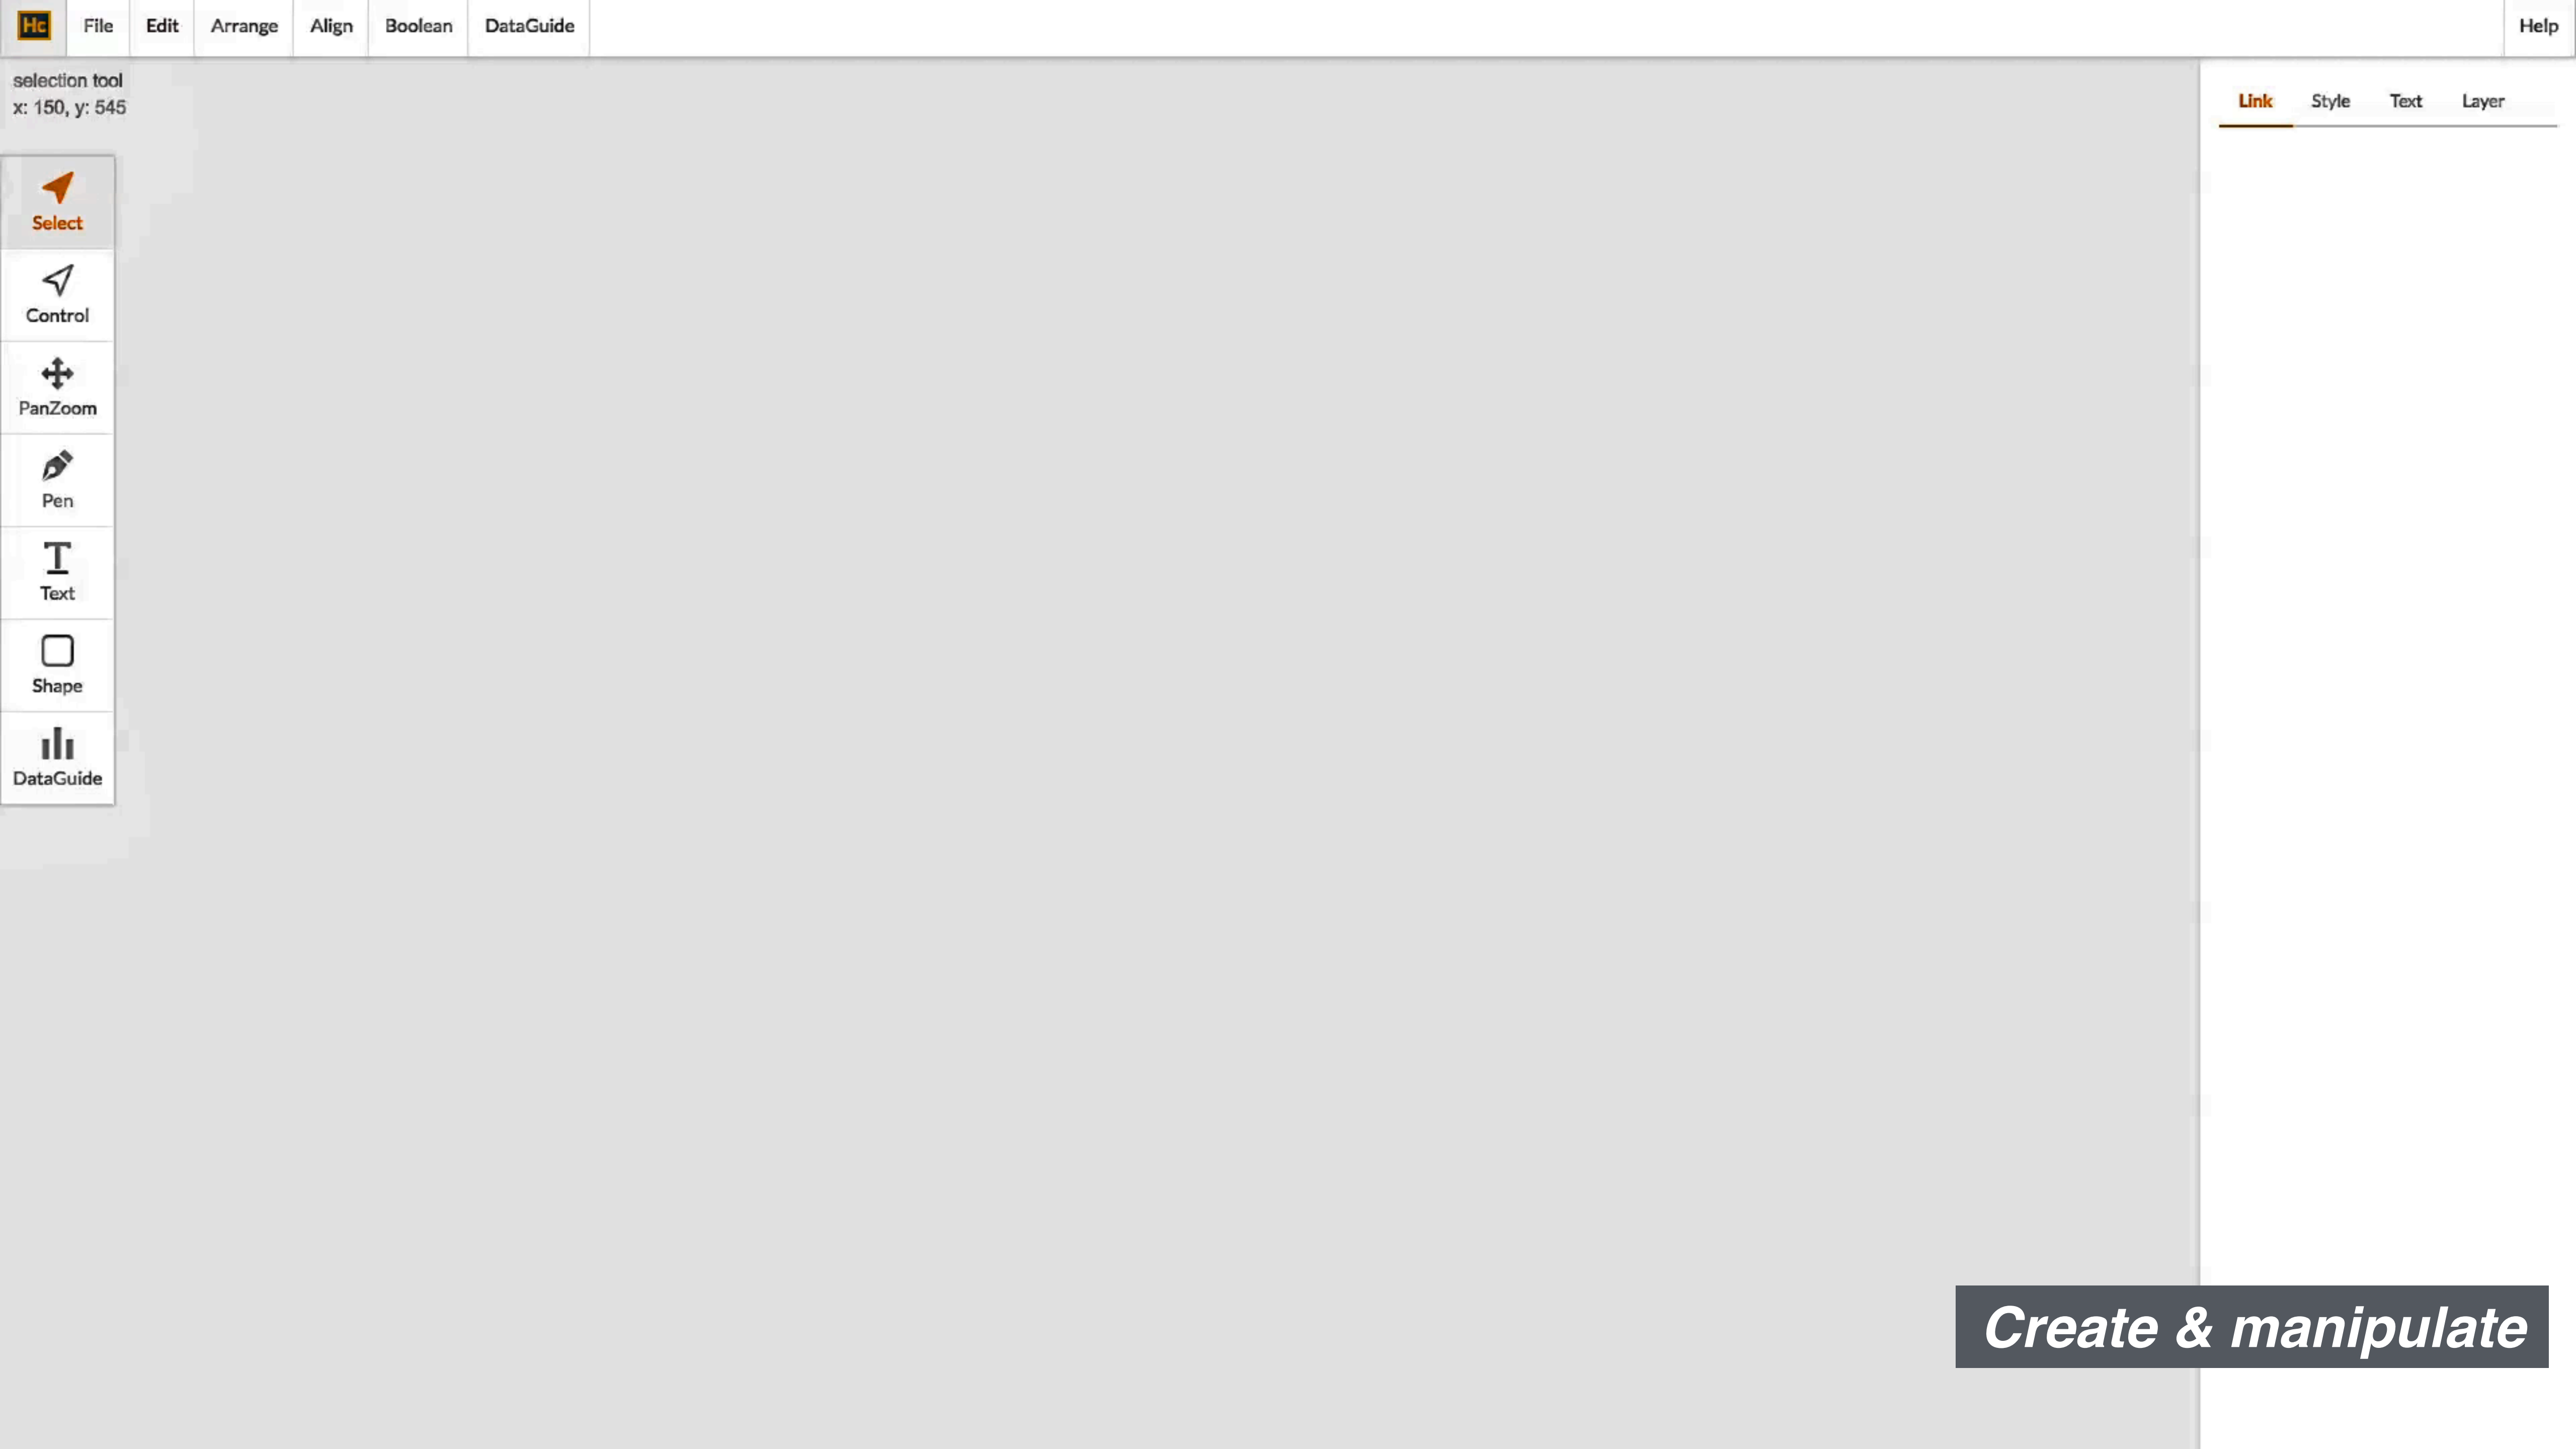 Hc File Edit Arrange Align Boolean DataGuide Help
selection tool
x: 150, y: 545
Link Style Text Layer
Select
Control
PanZoom
Pen
Text
Shape
DataGuide
Create & manipulate